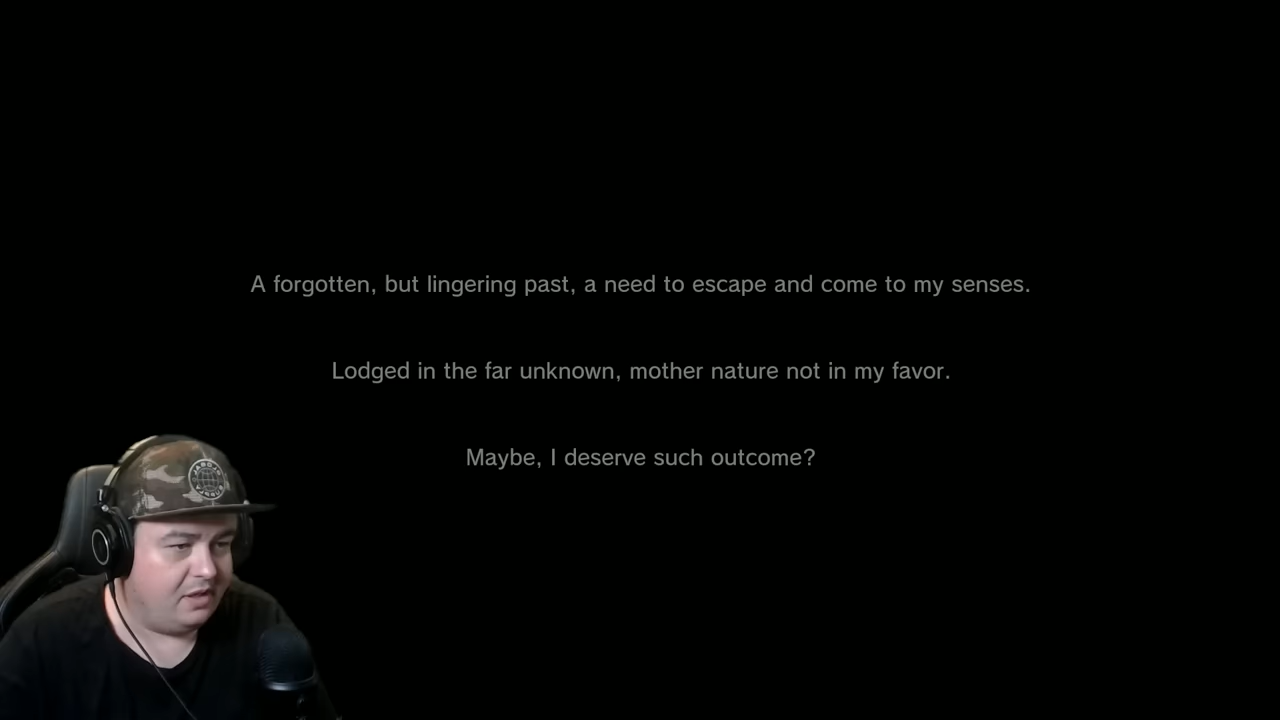 A forgotten, but lingering past, a need to escape and come to my senses.
Lodged in the far unknown, mother nature not in my favor.
Maybe, I deserve such outcome?